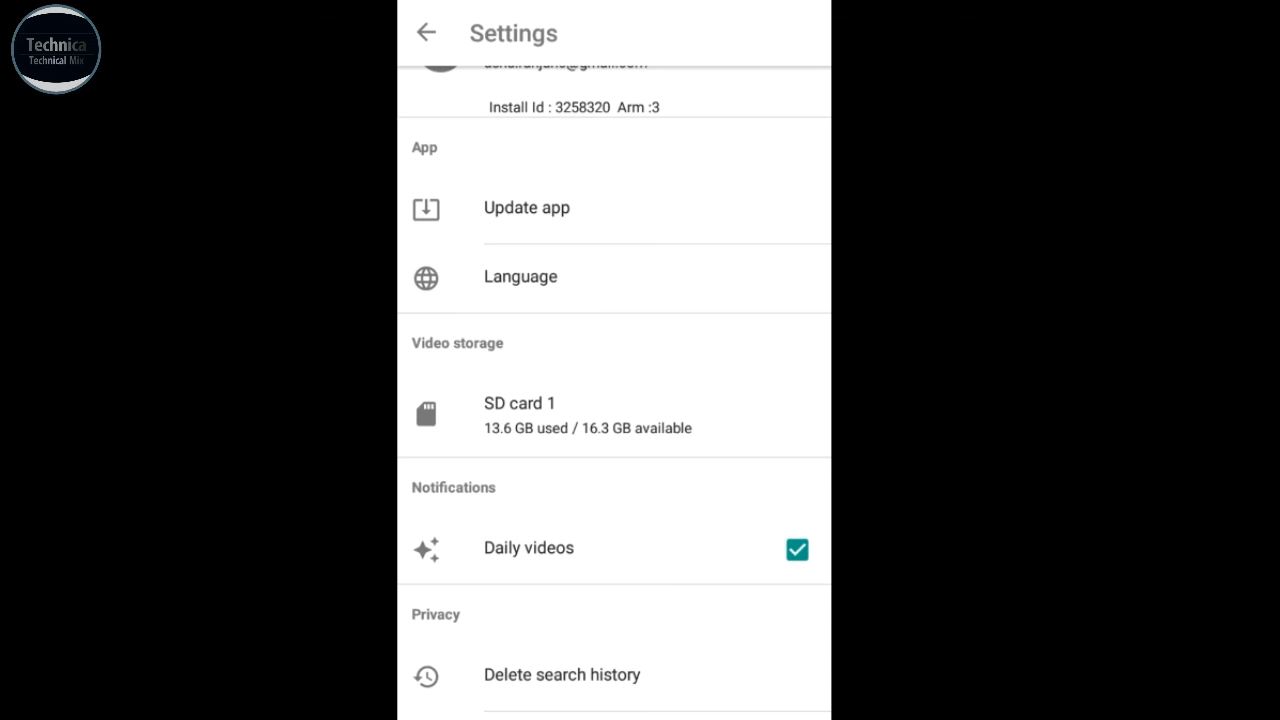 Technica
Technical Mix
Settings
Install Id : 3258320 Arm :3
App
Update app
Language
Video storage
SD card 1
13.6 GB used / 16.3 GB available
Notifications
Daily videos
Privacy
Delete search history